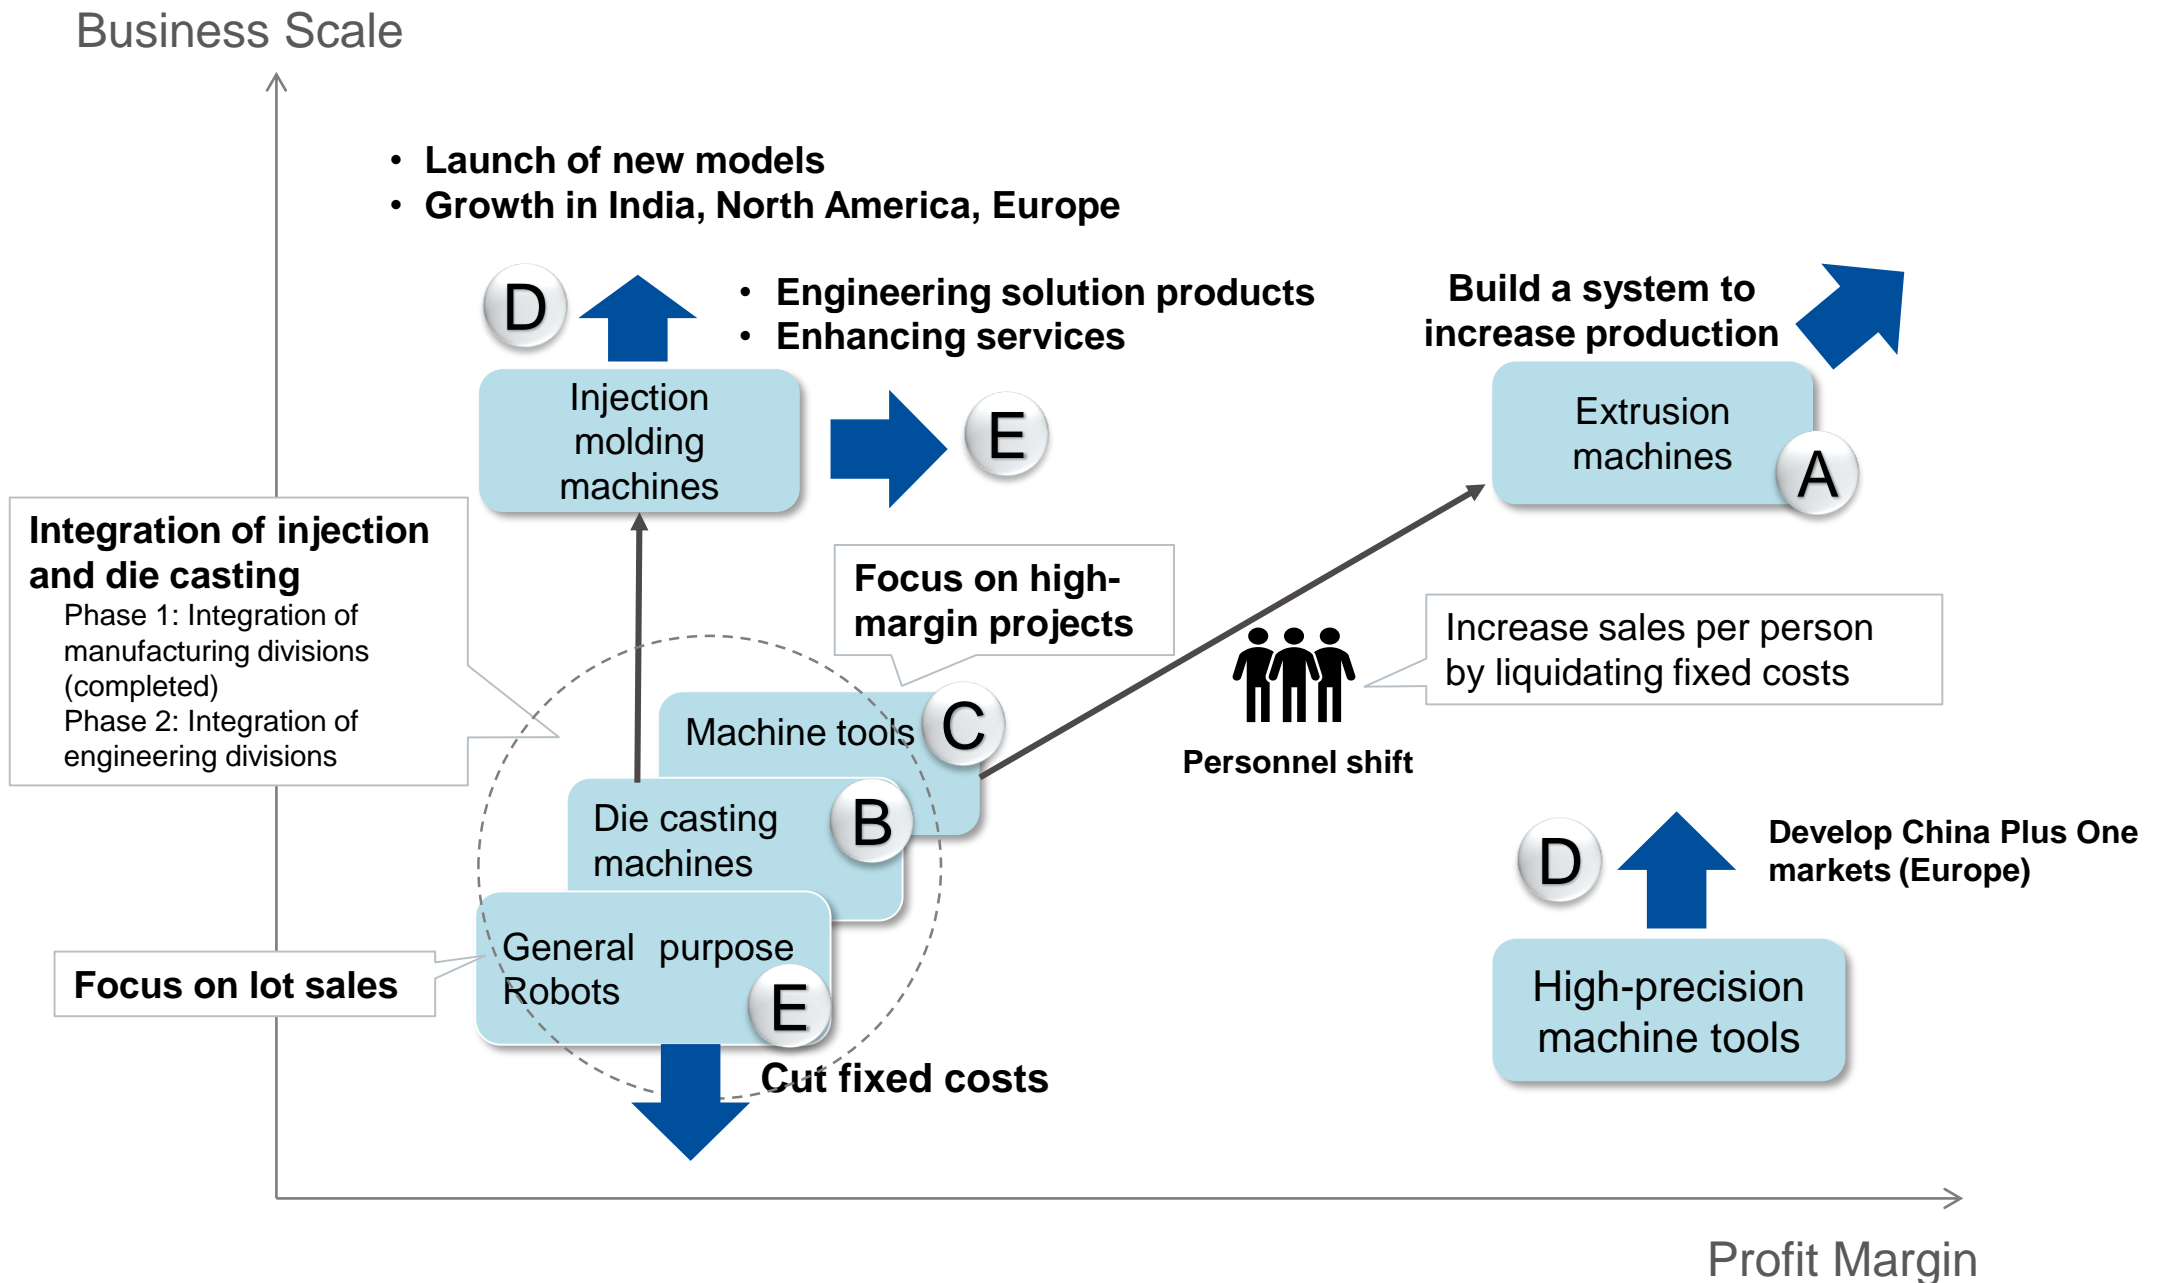 Business Scale
• Launch of new models
• Growth in India, North America, Europe
D
• Engineering solution products
• Enhancing services
Build a system to
increase production
Injection
molding
machines
E
Extrusion
machines
A
Integration of injection
and die casting
Phase 1: Integration of
manufacturing divisions
(completed)
Phase 2: Integration of
engineering divisions
Focus on high-
margin projects
Increase sales per person
by liquidating fixed costs
Personnel shift
Machine tools
C
Die casting
machines
B
General purpose
Robots
E
Focus on lot sales
Cut fixed costs
D
Develop China Plus One
markets (Europe)
High-precision
machine tools
Profit Margin